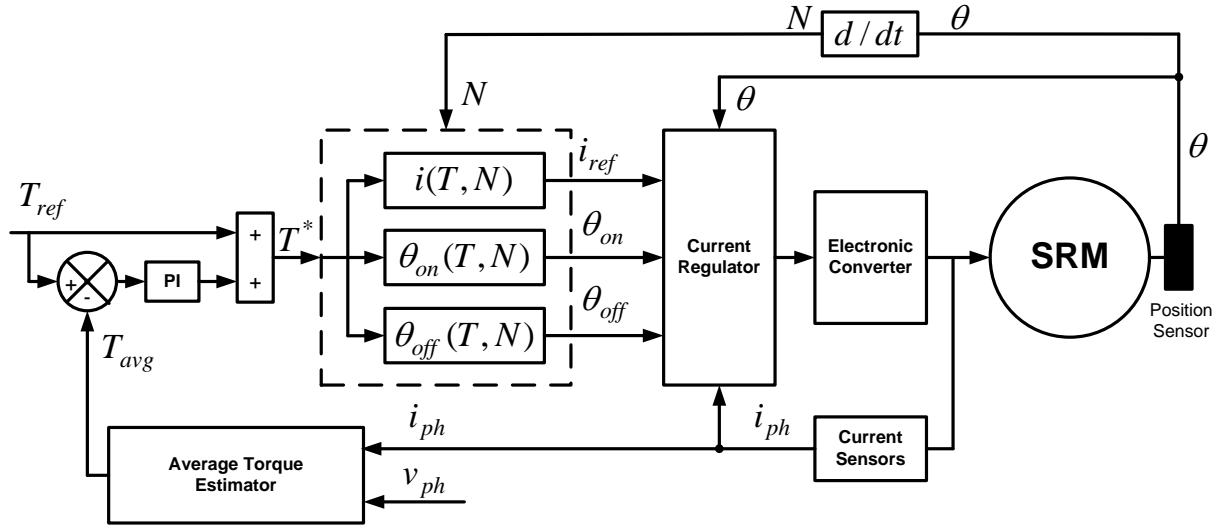 N
d / dt
θ
N
θ
θ
T_ref
+
+
T*
+
-
PI
i(T, N)
i_ref
θ_on(T, N)
θ_on
θ_off(T, N)
θ_off
Current
Regulator
Electronic
Converter
SRM
Position
Sensor
T_avg
i_ph
i_ph
Current
Sensors
Average Torque
Estimator
v_ph